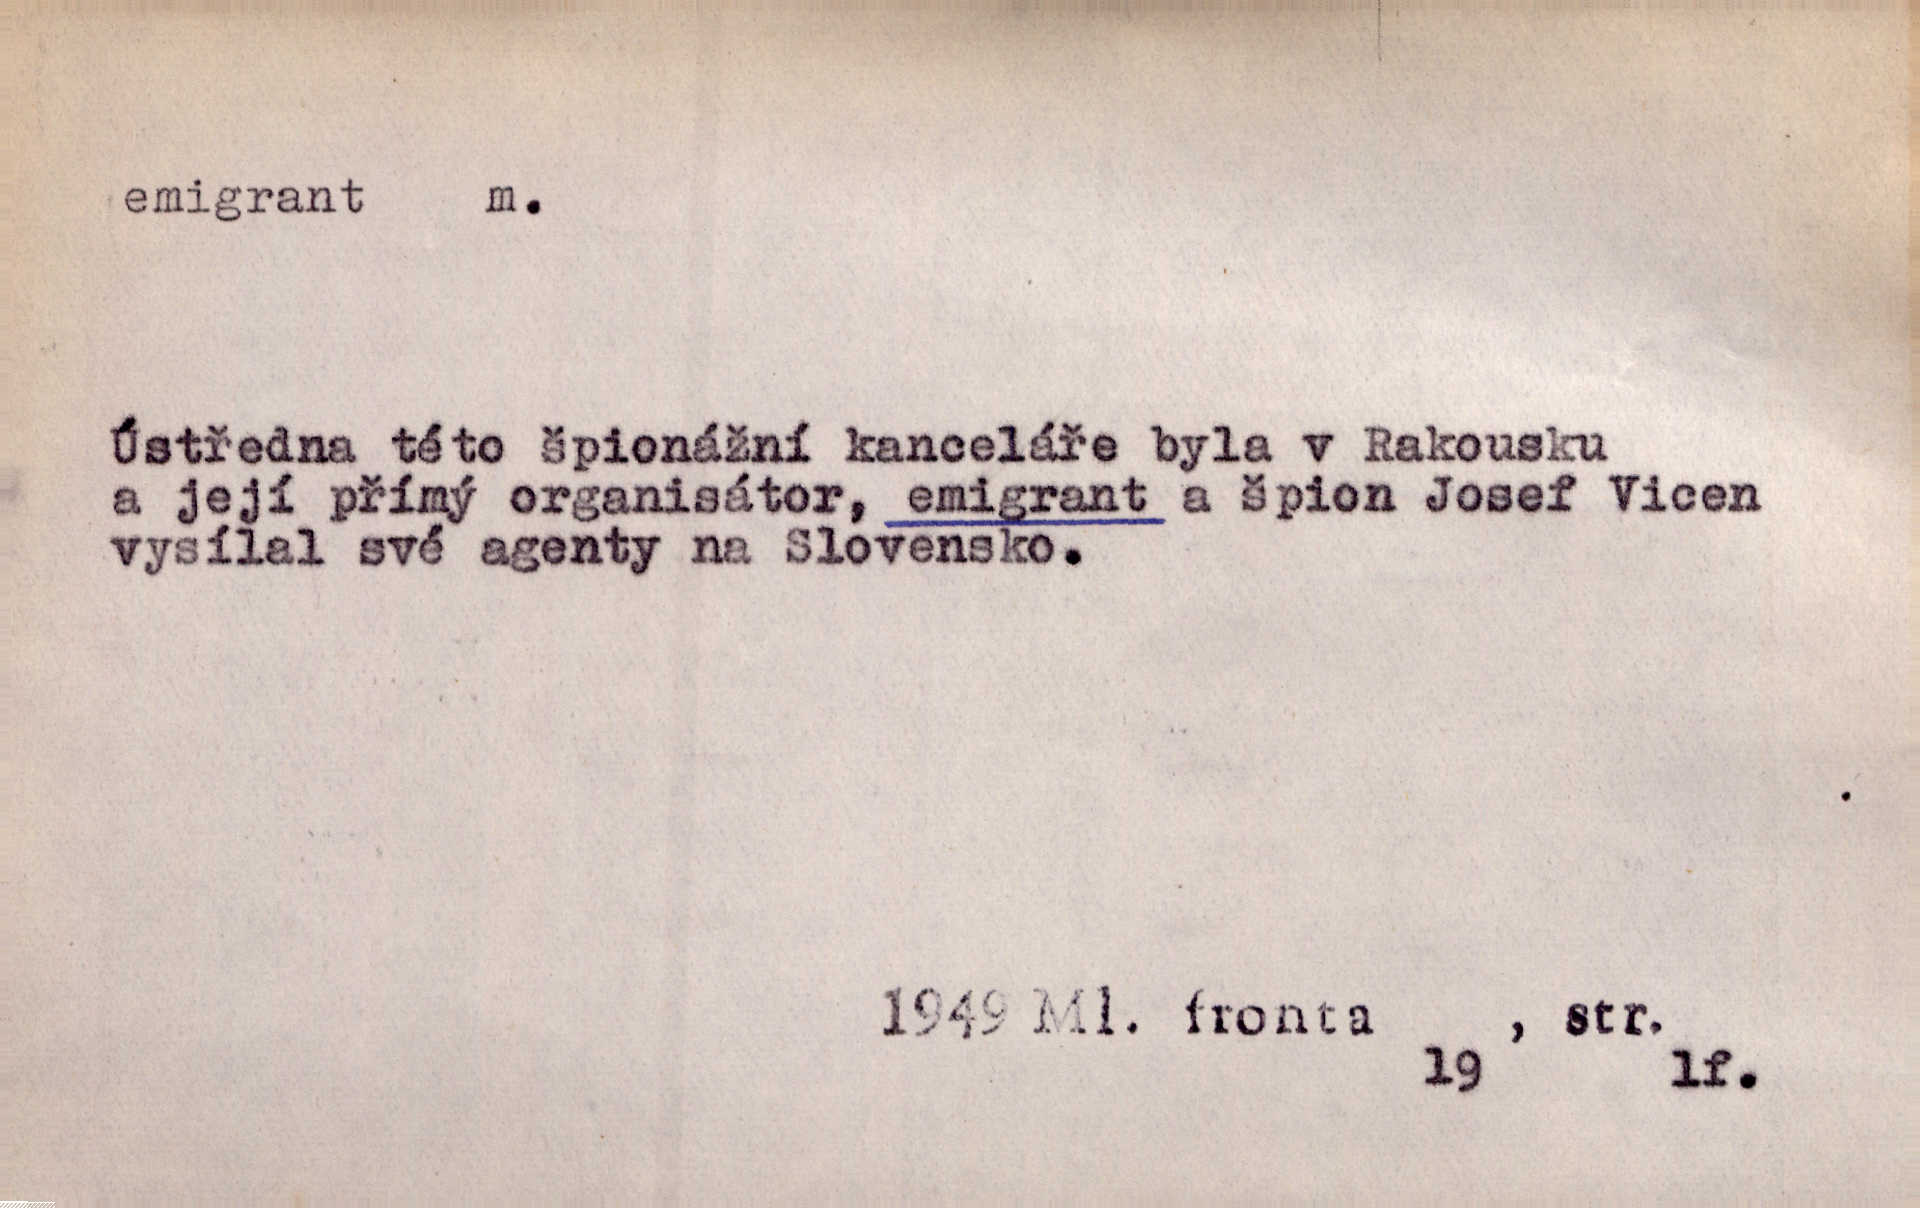 emigrant m.
Ústředna této špionážní kanceláře byla v Rakousku
a její přímý organisátor, emigrant a špion Josef Vicen
vysílal své agenty na Slovensko.
1949 Ml. fronta , str.
19 1f.